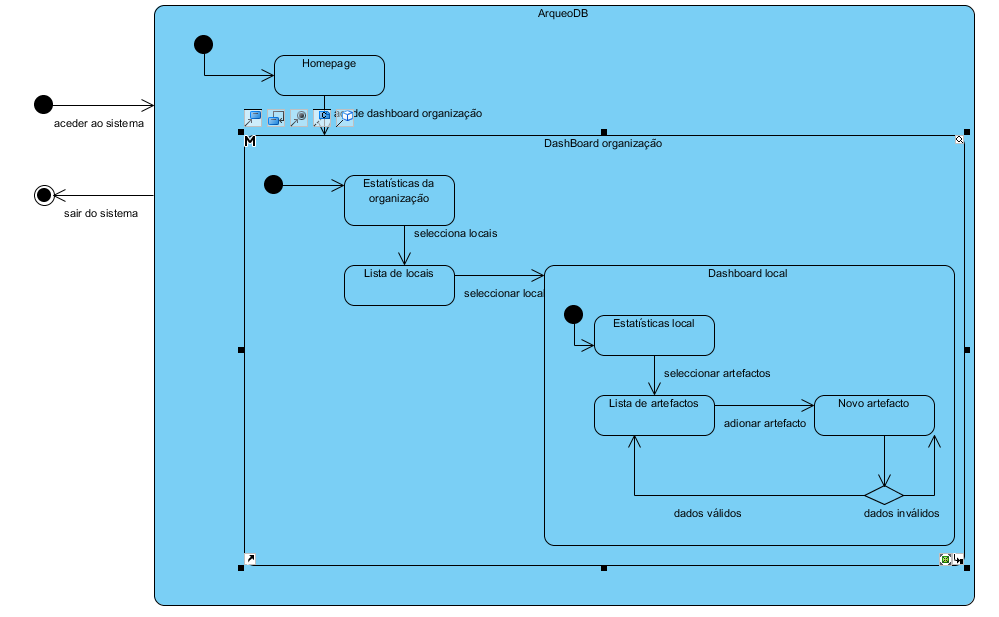 ArqueoDB
Homepage
de dashboard organização
aceder ao sistema
M
DashBoard organização
Estatísticas da
organização
sair do sistema
selecciona locais
Lista de locais
Dashboard local
seleccionar local
Estatísticas local
seleccionar artefactos
Lista de artefactos
Novo artefacto
adionar artefacto
dados válidos
dados inválidos